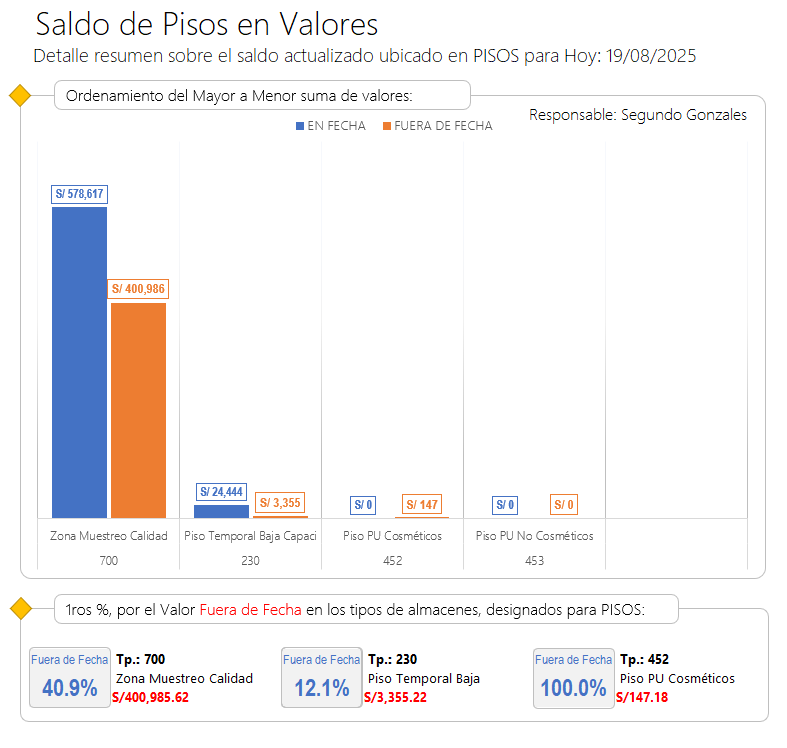 Saldo de Pisos en Valores
Detalle resumen sobre el saldo actualizado ubicado en PISOS para Hoy: 19/08/2025
Ordenamiento del Mayor a Menor suma de valores:
Responsable: Segundo Gonzales
EN FECHA FUERA DE FECHA
S/ 578,617
S/ 400,986
S/ 24,444
S/ 3,355
S/ 0
S/ 147
S/ 0
S/ 0
Zona Muestreo Calidad Piso Temporal Baja Capaci Piso PU Cosméticos Piso PU No Cosméticos
700 230 452 453
1ros %, por el Valor Fuera de Fecha en los tipos de almacenes, designados para PISOS:
Fuera de Fecha
40.9%
Tp.: 700
Zona Muestreo Calidad
S/400,985.62
Fuera de Fecha
12.1%
Tp.: 230
Piso Temporal Baja
S/3,355.22
Fuera de Fecha
100.0%
Tp.: 452
Piso PU Cosméticos
S/147.18